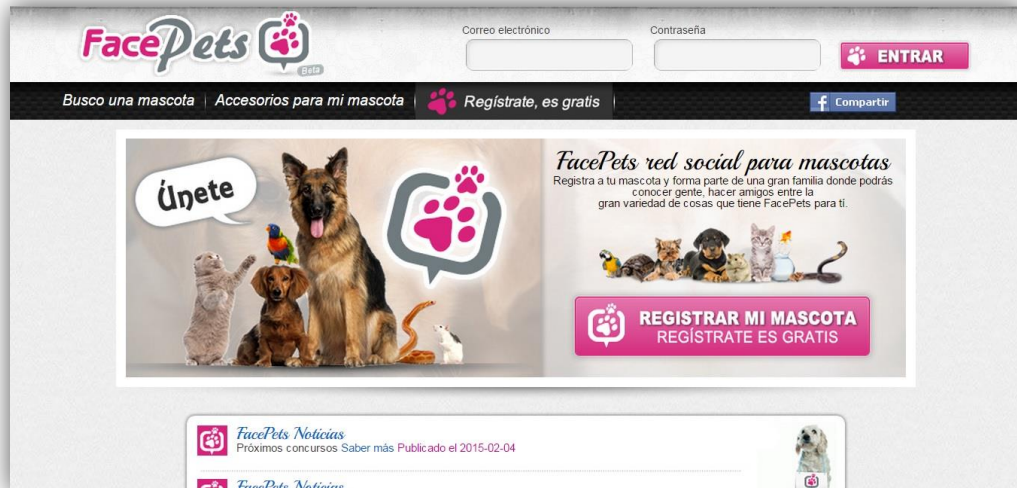 FacePets
Beta
Correo electrónico
Contraseña
ENTRAR
Busco una mascota
Accesorios para mi mascota
Regístrate, es gratis
f Compartir
Únete
FacePets red social para mascotas
Registra a tu mascota y forma parte de una gran familia donde podrás
conocer gente, hacer amigos entre la
gran variedad de cosas que tiene FacePets para ti.
REGISTRAR MI MASCOTA
REGÍSTRATE ES GRATIS
FacePets Noticias
Próximos concursos Saber más Publicado el 2015-02-04
FacePets Noticias